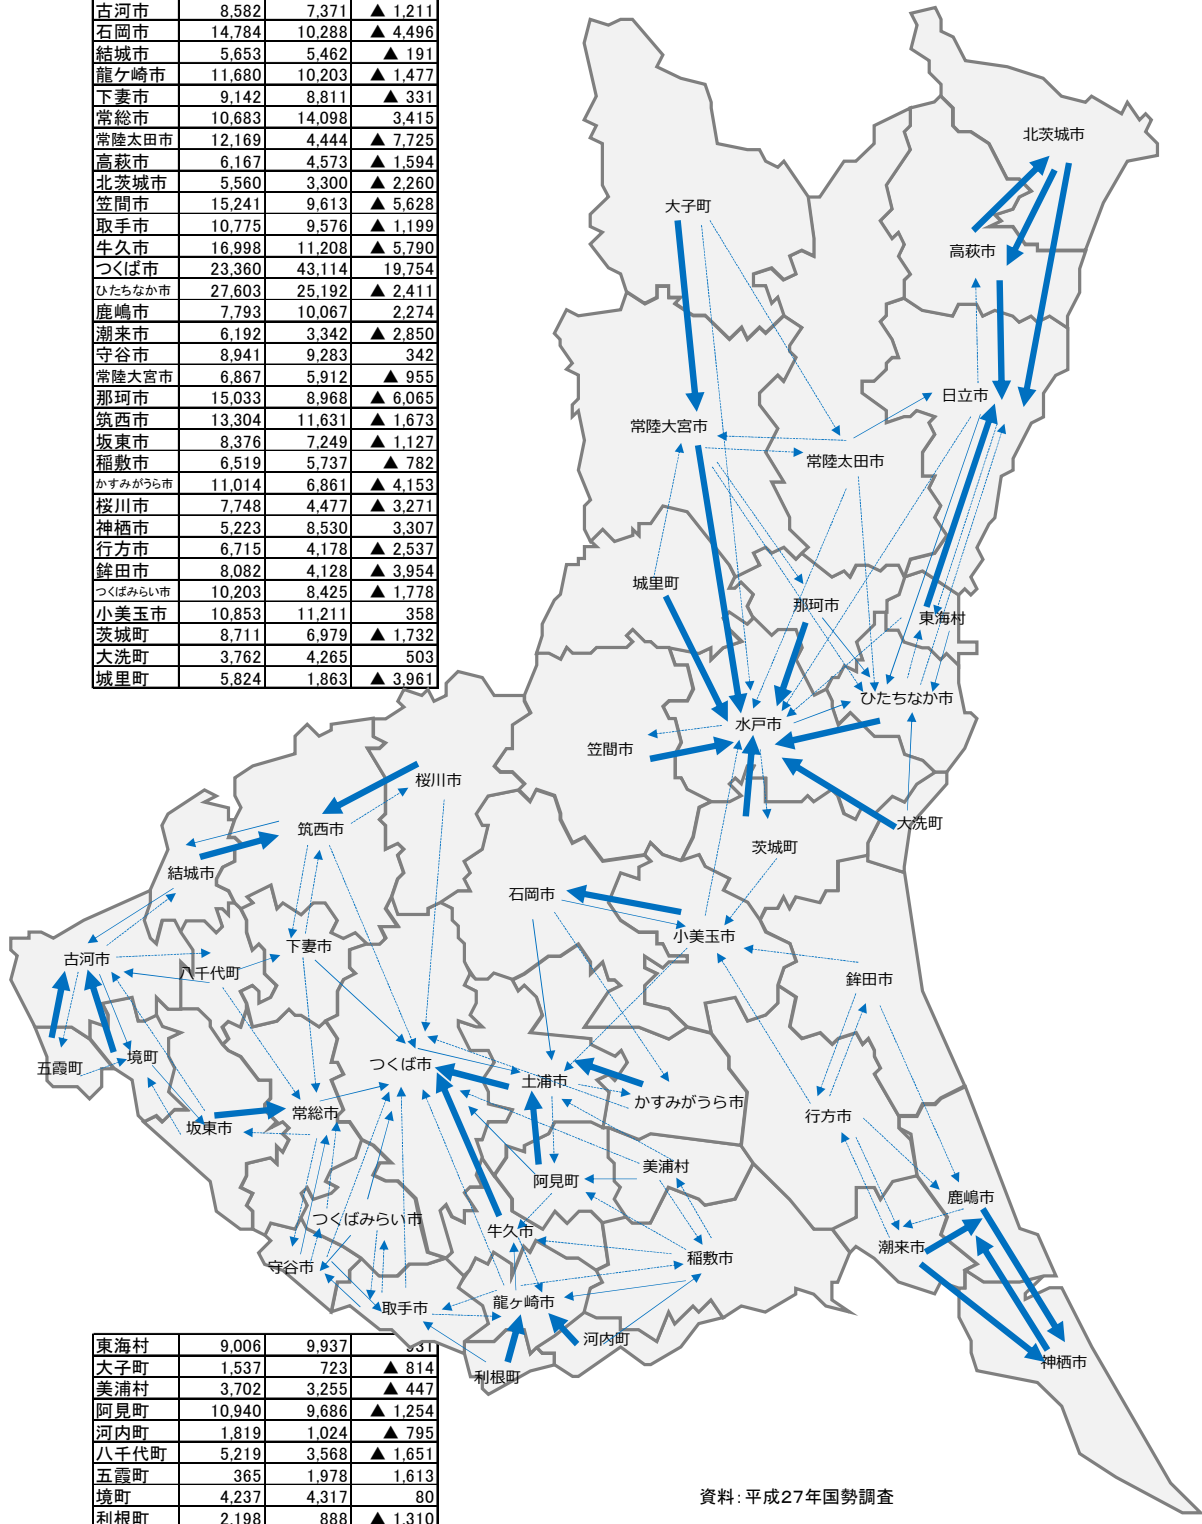 古河市 8,582 7,371 ▲ 1,211
石岡市 14,784 10,288 ▲ 4,496
結城市 5,653 5,462 ▲ 191
龍ケ崎市 11,680 10,203 ▲ 1,477
下妻市 9,142 8,811 ▲ 331
常総市 10,683 14,098 3,415
常陸太田市 12,169 4,444 ▲ 7,725
高萩市 6,167 4,573 ▲ 1,594
北茨城市 5,560 3,300 ▲ 2,260
笠間市 15,241 9,613 ▲ 5,628
取手市 10,775 9,576 ▲ 1,199
牛久市 16,998 11,208 ▲ 5,790
つくば市 23,360 43,114 19,754
ひたちなか市 27,603 25,192 ▲ 2,411
鹿嶋市 7,793 10,067 2,274
潮来市 6,192 3,342 ▲ 2,850
守谷市 8,941 9,283 342
常陸大宮市 6,867 5,912 ▲ 955
那珂市 15,033 8,968 ▲ 6,065
筑西市 13,304 11,631 ▲ 1,673
坂東市 8,376 7,249 ▲ 1,127
稲敷市 6,519 5,737 ▲ 782
かすみがうら市 11,014 6,861 ▲ 4,153
桜川市 7,748 4,477 ▲ 3,271
神栖市 5,223 8,530 3,307
行方市 6,715 4,178 ▲ 2,537
鉾田市 8,082 4,128 ▲ 3,954
つくばみらい市 10,203 8,425 ▲ 1,778
小美玉市 10,853 11,211 358
茨城町 8,711 6,979 ▲ 1,732
大洗町 3,762 4,265 503
城里町 5,824 1,863 ▲ 3,961
北茨城市
大子町
高萩市
日立市
常陸大宮市
常陸太田市
城里町
那珂市
東海村
ひたちなか市
水戸市
笠間市
桜川市
大洗町
筑西市
茨城町
結城市
石岡市
小美玉市
下妻市
古河市
八千代町
鉾田市
境町
つくば市
五霞町
土浦市
かすみがうら市
常総市
行方市
坂東市
美浦村
阿見町
鹿嶋市
つくばみらい市
牛久市
潮来市
稲敷市
守谷市
龍ヶ崎市
取手市
河内町
神栖市
利根町
東海村 9,006 9,937 931
大子町 1,537 723 ▲ 814
美浦村 3,702 3,255 ▲ 447
阿見町 10,940 9,686 ▲ 1,254
河内町 1,819 1,024 ▲ 795
八千代町 5,219 3,568 ▲ 1,651
五霞町 365 1,978 1,613
境町 4,237 4,317 80
利根町 2,198 888 ▲ 1,310
資料：平成27年国勢調査